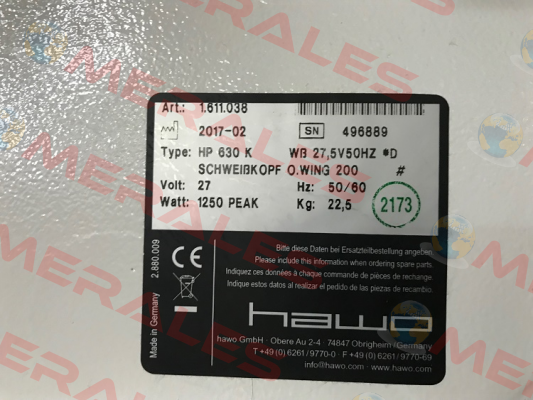 Art.: 1.611.038
2017-02 SN 496889
Type: HP 630 K WB 27,5V50HZ *D
SCHWEIßKOPF O.WING 200 #
Volt: 27 Hz: 50/60
Watt: 1250 PEAK Kg: 22,5 2173
Bitte diese Daten bei Ersatzteilbestellung angeben.
Please include this information when ordering spare parts.
Indiquez ces données à chaque commande de pièces de rechange.
Indique estos datos al realizar el pedido de las piezas de recambio.
CE
Made in Germany 2.880.009
hawo
hawo GmbH · Obere Au 2-4 · 74847 Obrigheim / Germany
T +49 (0) 6261/9770-0 · F +49 (0) 6261/9770-69
info@hawo.com · www.hawo.com
MERALES
MERALES
MERALES
MERALES